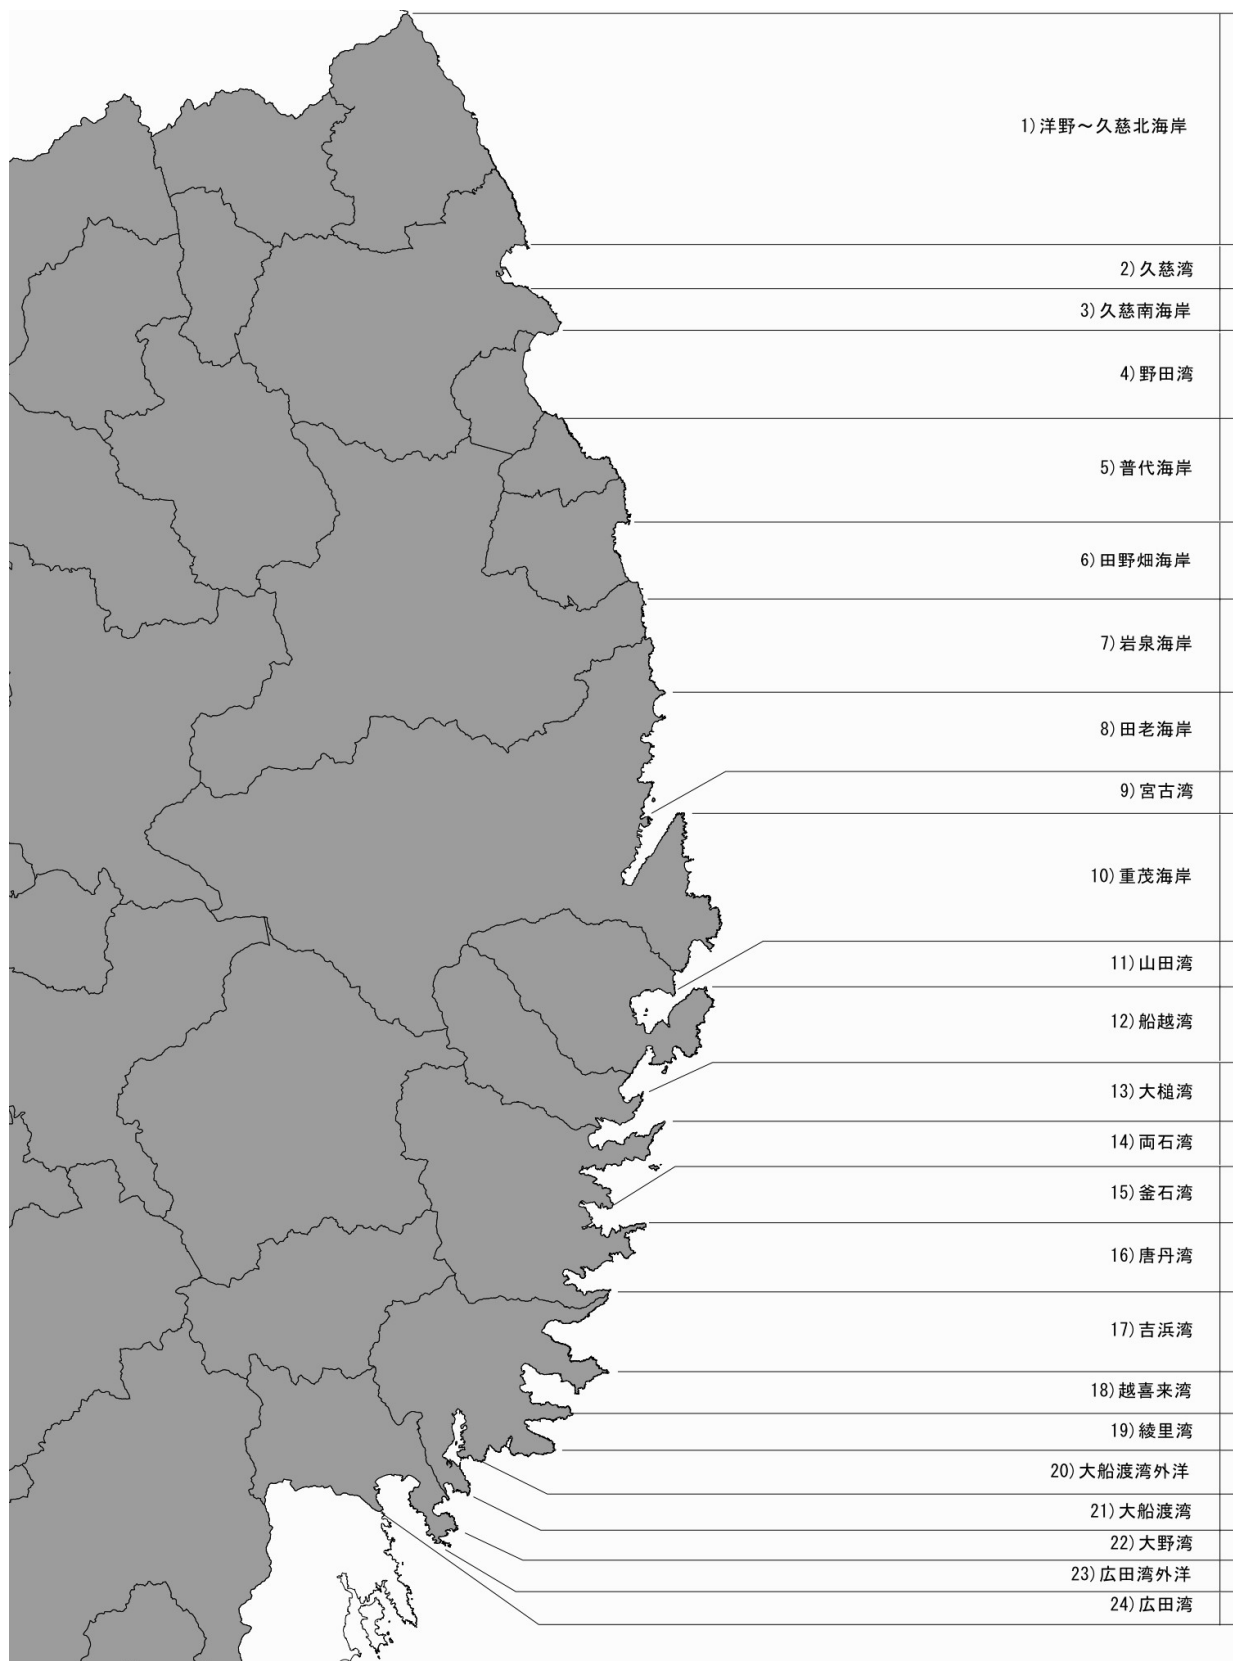 1)洋野～久慈北海岸
2)久慈湾
3)久慈南海岸
4)野田湾
5)普代海岸
6)田野畑海岸
7)岩泉海岸
8)田老海岸
9)宮古湾
10)重茂海岸
11)山田湾
12)船越湾
13)大槌湾
14)両石湾
15)釜石湾
16)唐丹湾
17)吉浜湾
18)越喜来湾
19)綾里湾
20)大船渡湾外洋
21)大船渡湾
22)大野湾
23)広田湾外洋
24)広田湾